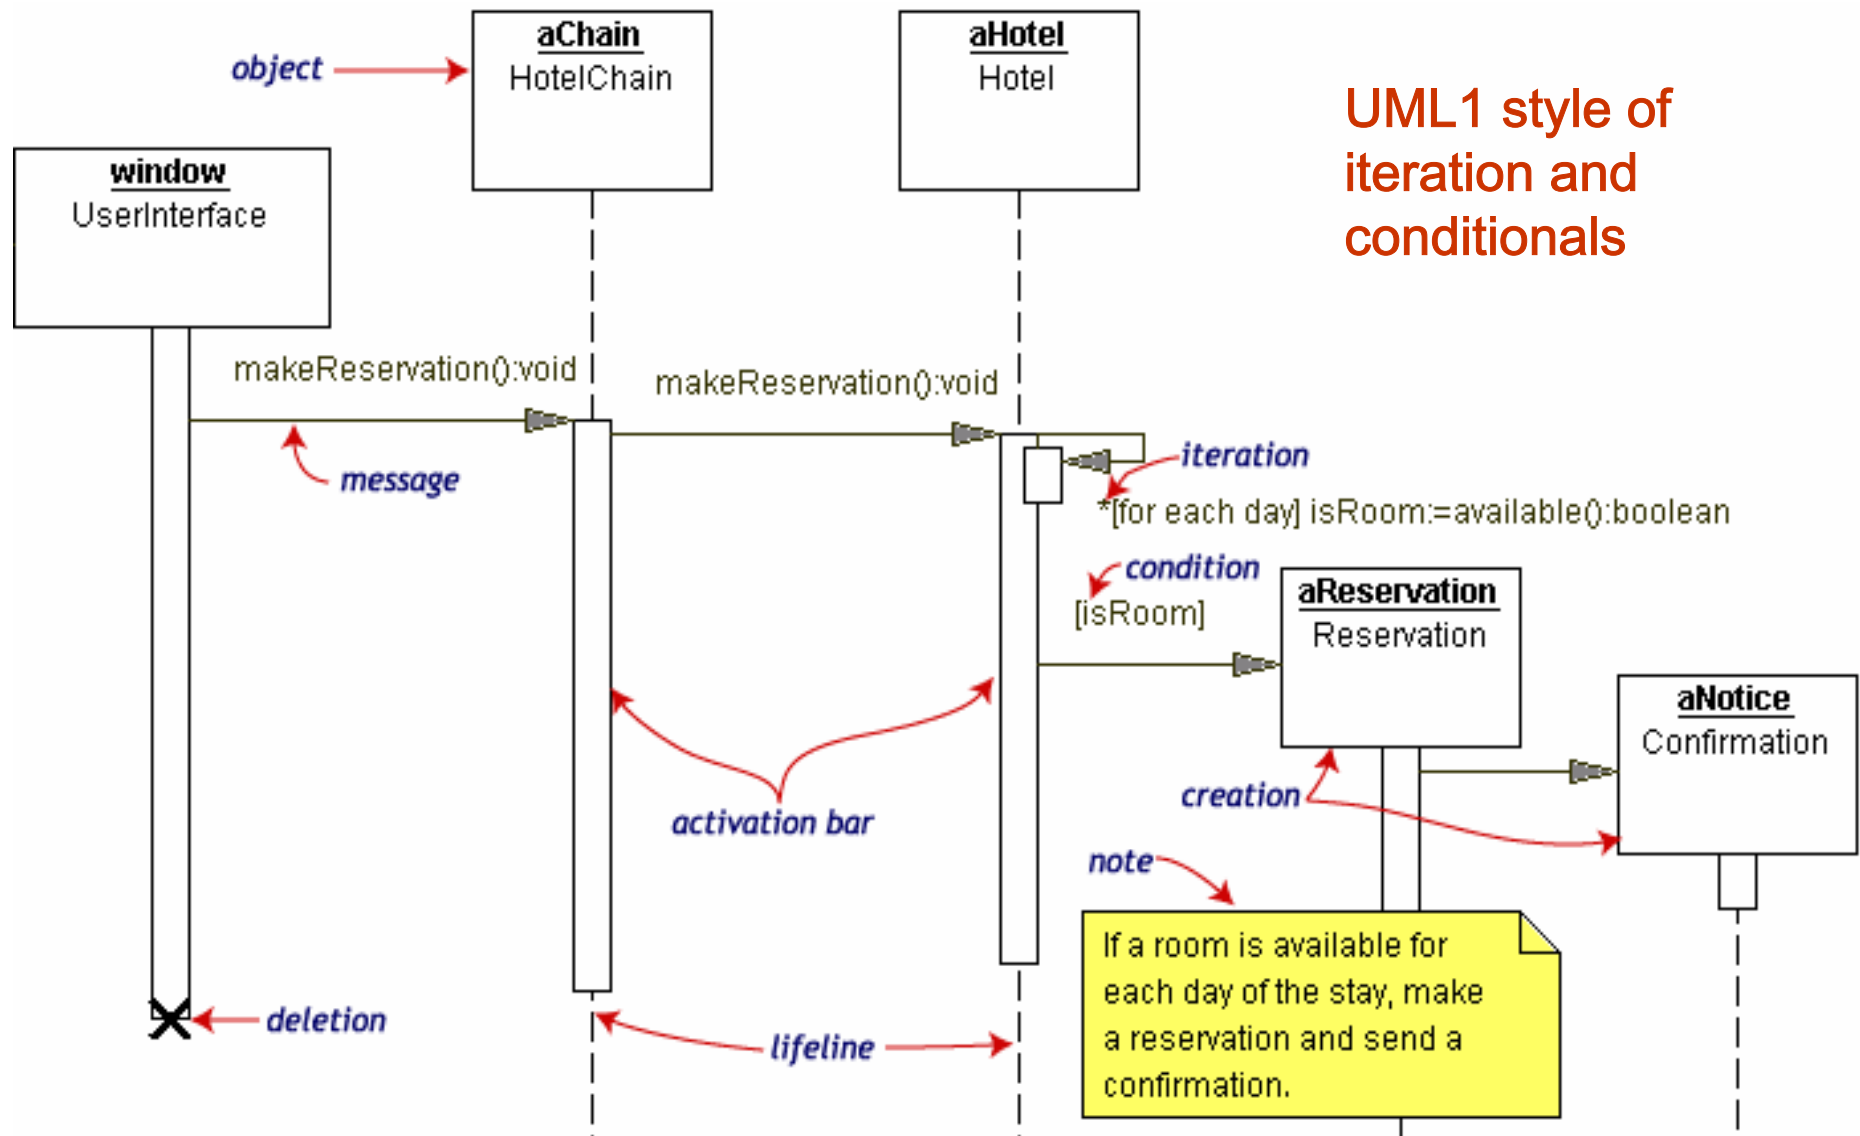 aChain
HotelChain
aHotel
Hotel
object
UML1 style of
iteration and
conditionals
window
UserInterface
makeReservation():void
makeReservation():void
message
iteration
*[for each day] isRoom:=available():boolean
condition
[isRoom]
aReservation
Reservation
aNotice
Confirmation
creation
activation bar
note
If a room is available for
each day of the stay, make
a reservation and send a
confirmation.
deletion
lifeline